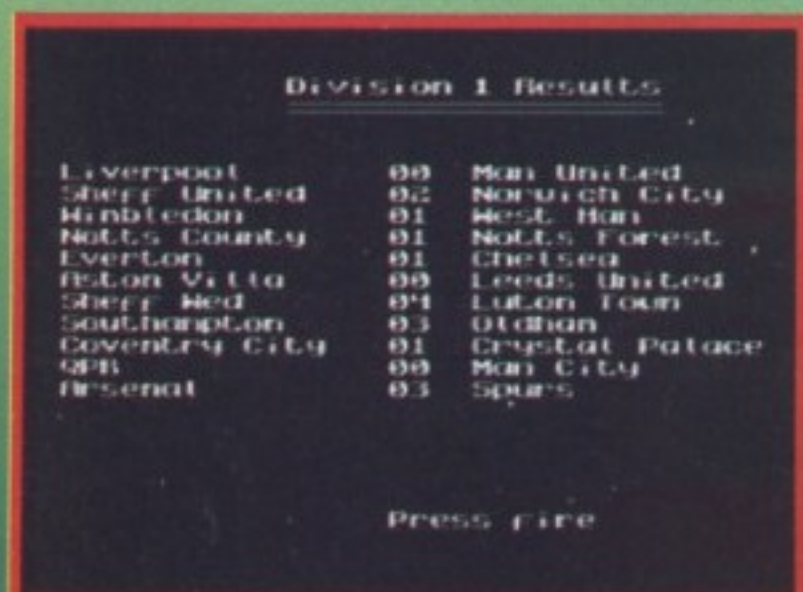 Division 1 Results
Liverpool 00 Man United
Sheff United 02 Norwich City
Wimbledon 01 West Ham
Notts County 01 Notts Forest
Everton 01 Chelsea
Aston Villa 00 Leeds United
Sheff Wed 04 Luton Town
Southampton 03 Oldham
Coventry City 01 Crystal Palace
QPR 00 Man City
Arsenal 03 Spurs
Press fire